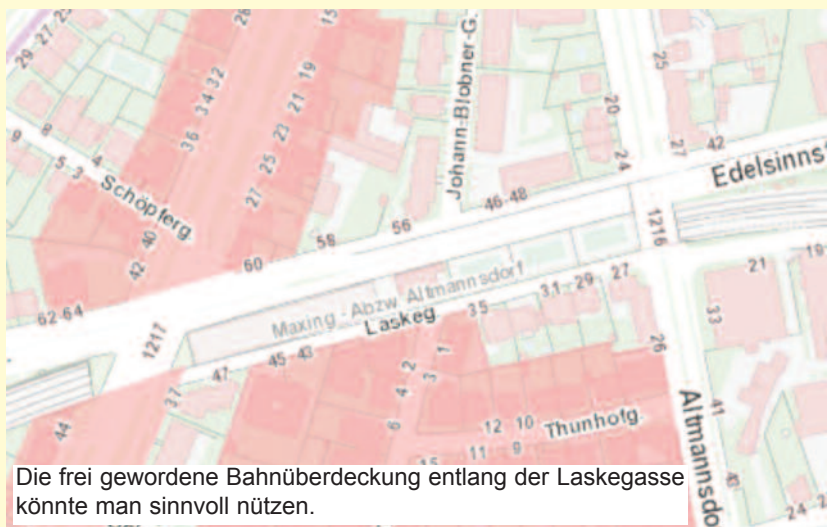 29 27 25
28
15
36 34 32
27 25 23 21 19
9
8
5 3
4
Schöpferg.
42 40
Johann-Blobner-G.
20
24
25
27
42
Edelsinns
46-48
56
58
60
62-64
1216
1217
Maxing - Abzw Altmannsdorf
Laskeg
35
31 29 27
21
19
33
47
45 43
37
44
6 4 2
3 1
26
12 10
11 9
Thunhofg.
Altmannsdo
41
43
24
Die frei gewordene Bahnüberdeckung entlang der Laskegasse
könnte man sinnvoll nützen.